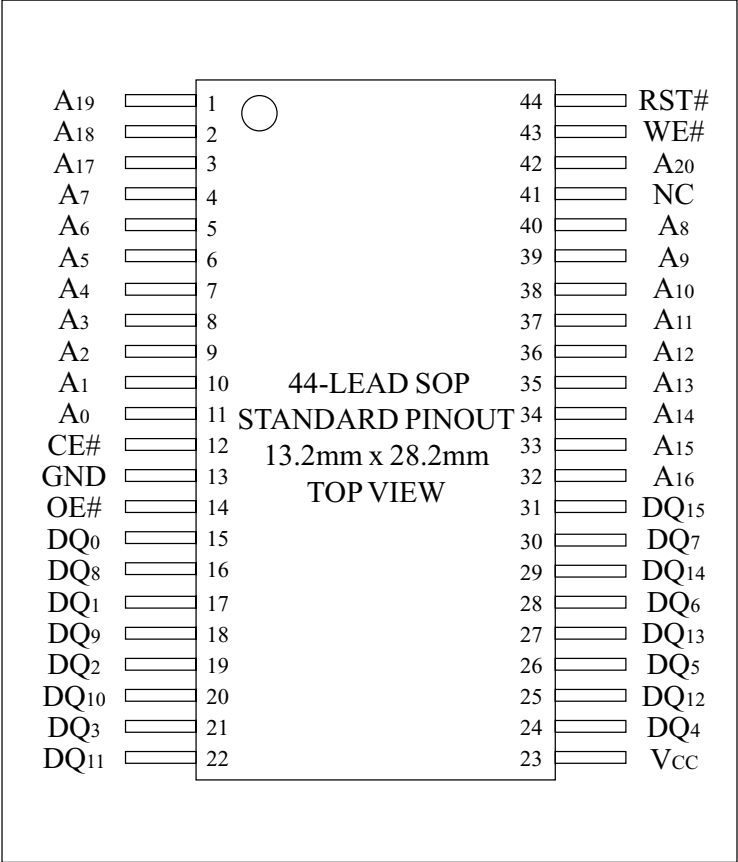 A19 1 44 RST#
A18 2 43 WE#
A17 3 42 A20
A7 4 41 NC
A6 5 40 A8
A5 6 39 A9
A4 7 38 A10
A3 8 37 A11
A2 9 36 A12
A1 10 35 A13
A0 11 34 A14
CE# 12 33 A15
GND 13 32 A16
OE# 14 31 DQ15
DQ0 15 30 DQ7
DQ8 16 29 DQ14
DQ1 17 28 DQ6
DQ9 18 27 DQ13
DQ2 19 26 DQ5
DQ10 20 25 DQ12
DQ3 21 24 DQ4
DQ11 22 23 VCC
44-LEAD SOP
STANDARD PINOUT
13.2mm x 28.2mm
TOP VIEW